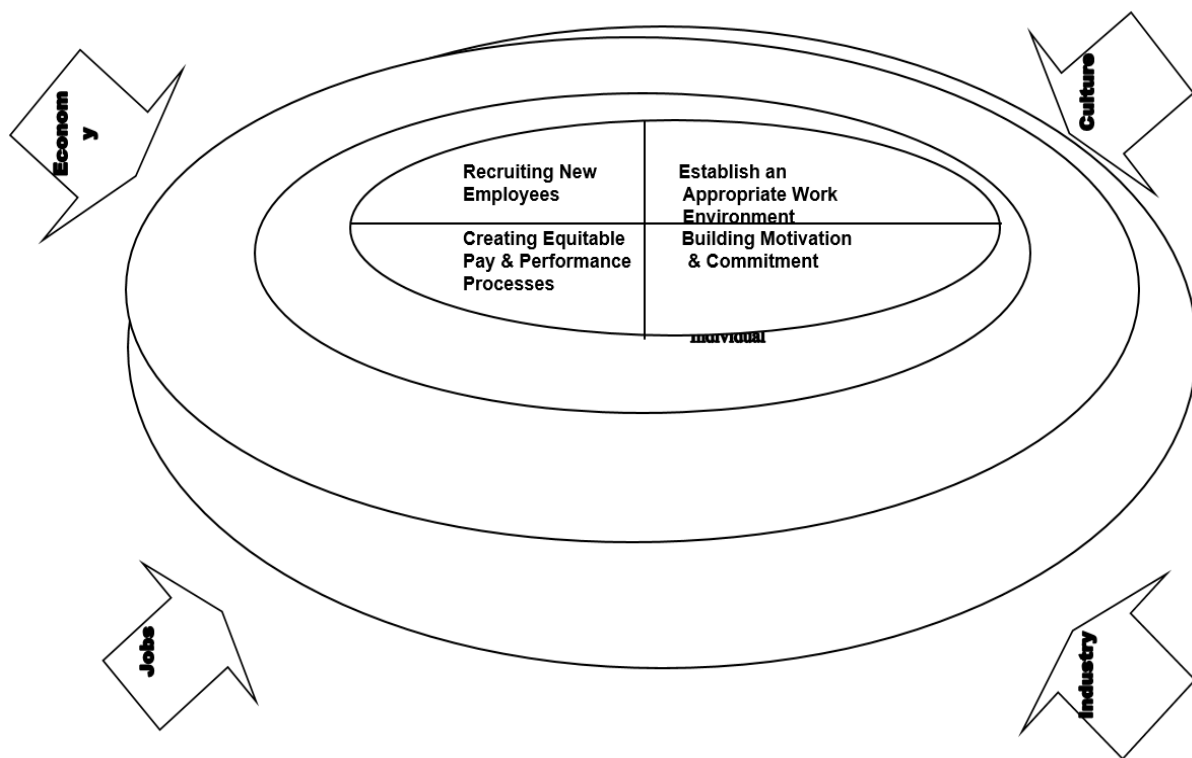 Econom
y
Culture
Recruiting New
Employees
Establish an
Appropriate Work
Environment
Creating Equitable
Pay & Performance
Processes
Building Motivation
& Commitment
Individual
Jobs
Industry